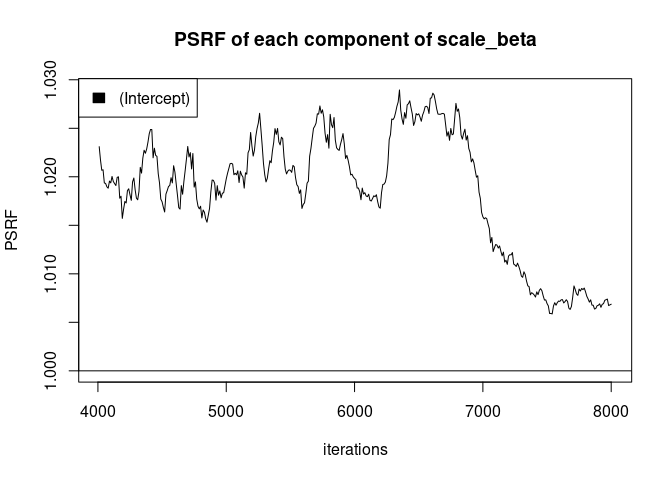 PSRF of each component of scale_beta
(Intercept)
PSRF
1.030
1.020
1.010
1.000
4000 5000 6000 7000 8000
iterations